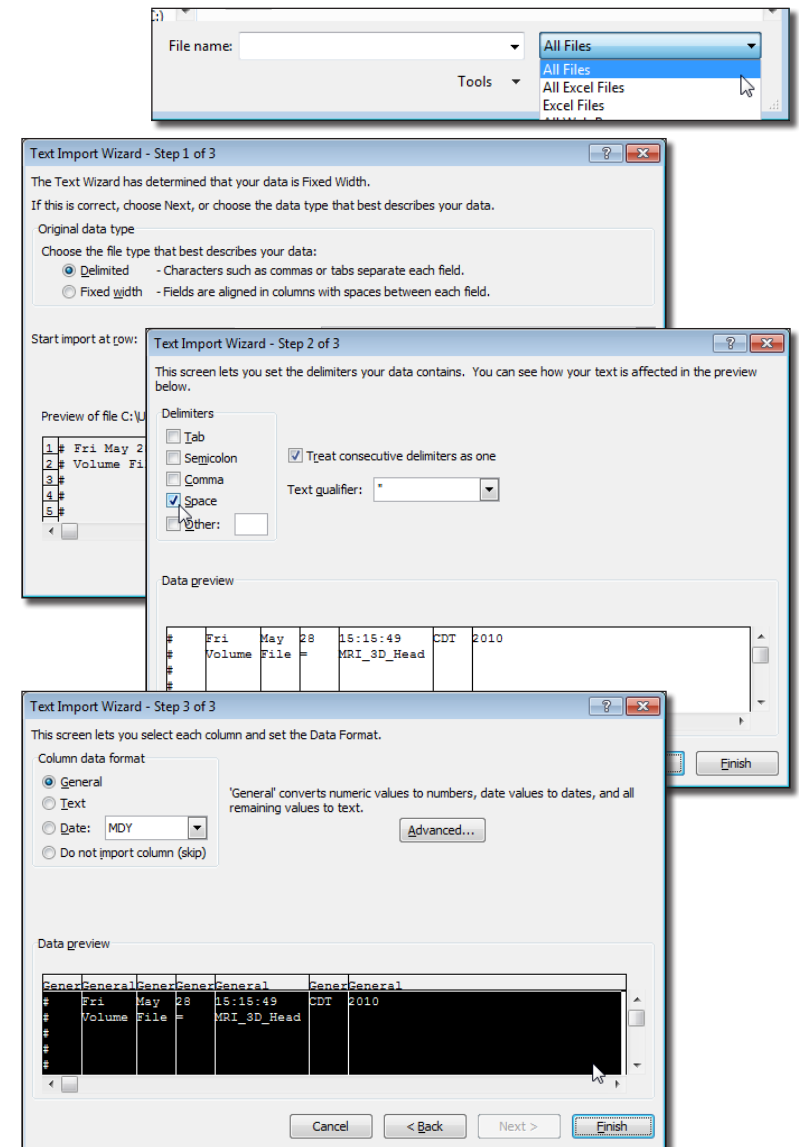 :)
File name:
All Files
All Files
Tools
All Excel Files
Excel Files
Text Import Wizard - Step 1 of 3
The Text Wizard has determined that your data is Fixed Width.
If this is correct, choose Next, or choose the data type that best describes your data.
Original data type
Choose the file type that best describes your data:
Delimited - Characters such as commas or tabs separate each field.
Fixed width - Fields are aligned in columns with spaces between each field.
Start import at row:
Preview of file C:\U
1 # Fri May 2
2 # Volume Fi
3 #
4 #
5 #
Text Import Wizard - Step 2 of 3
This screen lets you set the delimiters your data contains. You can see how your text is affected in the preview
below.
Delimiters
Tab
Semicolon
Comma
Space
Other:
Treat consecutive delimiters as one
Text qualifier: "
Data preview
# Fri May 28 15:15:49 CDT 2010
# Volume File = MRI_3D_Head
#
#
Finish
Text Import Wizard - Step 3 of 3
This screen lets you select each column and set the Data Format.
Column data format
General
Text
Date: MDY
Do not import column (skip)
'General' converts numeric values to numbers, date values to dates, and all
remaining values to text.
Advanced...
Data preview
Gener General Gener Gener General Gener General
# Fri May 28 15:15:49 CDT 2010
# Volume File = MRI_3D_Head
#
#
#
Cancel < Back Next > Finish